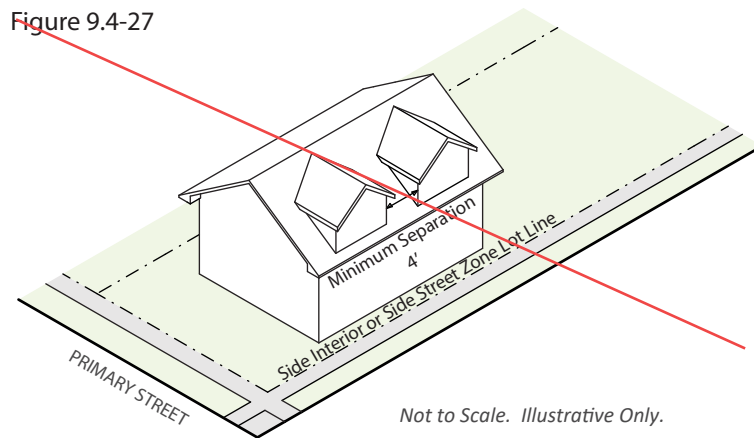 Figure 9.4-27
Minimum Separation
4'
Side Interior or Side Street Zone Lot Line
PRIMARY STREET
Not to Scale.  Illustrative Only.